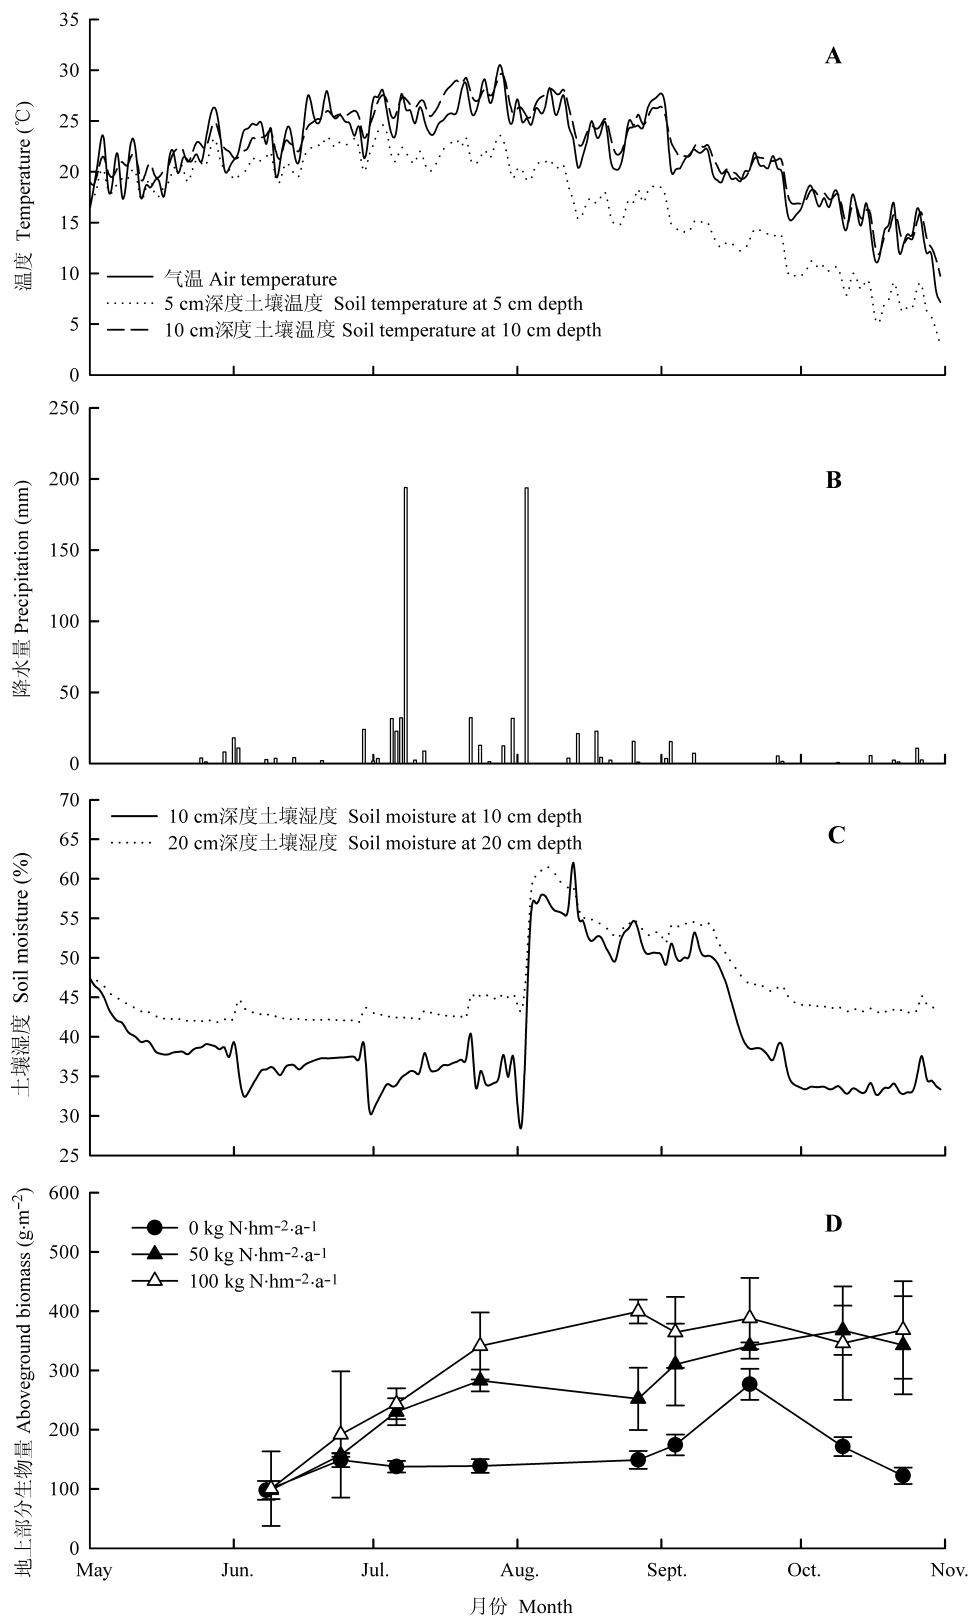 35
30
25
20
15
10
5
0
温度 Temperature (℃)
A
气温 Air temperature
5 cm深度土壤温度 Soil temperature at 5 cm depth
10 cm深度土壤温度 Soil temperature at 10 cm depth
250
200
150
100
50
0
降水量 Precipitation (mm)
B
70
65
60
55
50
45
40
35
30
25
土壤湿度 Soil moisture (%)
10 cm深度土壤湿度 Soil moisture at 10 cm depth
20 cm深度土壤湿度 Soil moisture at 20 cm depth
C
600
500
400
300
200
100
0
地上部分生物量 Aboveground biomass (g·m⁻²)
0 kg N·hm⁻²·a⁻¹
50 kg N·hm⁻²·a⁻¹
100 kg N·hm⁻²·a⁻¹
D
May Jun. Jul. Aug. Sept. Oct. Nov.
月份 Month